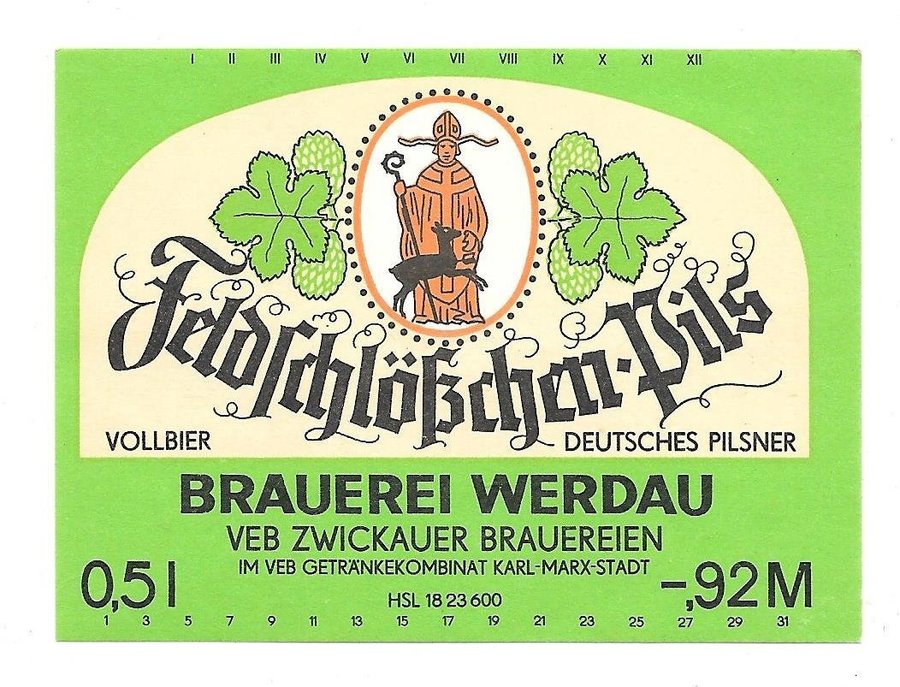 I II III IV V VI VII VIII IX X XI XII
Feldschlößchen·Pils
VOLLBIER DEUTSCHES PILSNER
BRAUEREI WERDAU
VEB ZWICKAUER BRAUEREIEN
IM VEB GETRÄNKEKOMBINAT KARL-MARX-STADT
0,5 l HSL 18 23 600 -,92 M
1 3 5 7 9 11 13 15 17 19 21 23 25 27 29 31